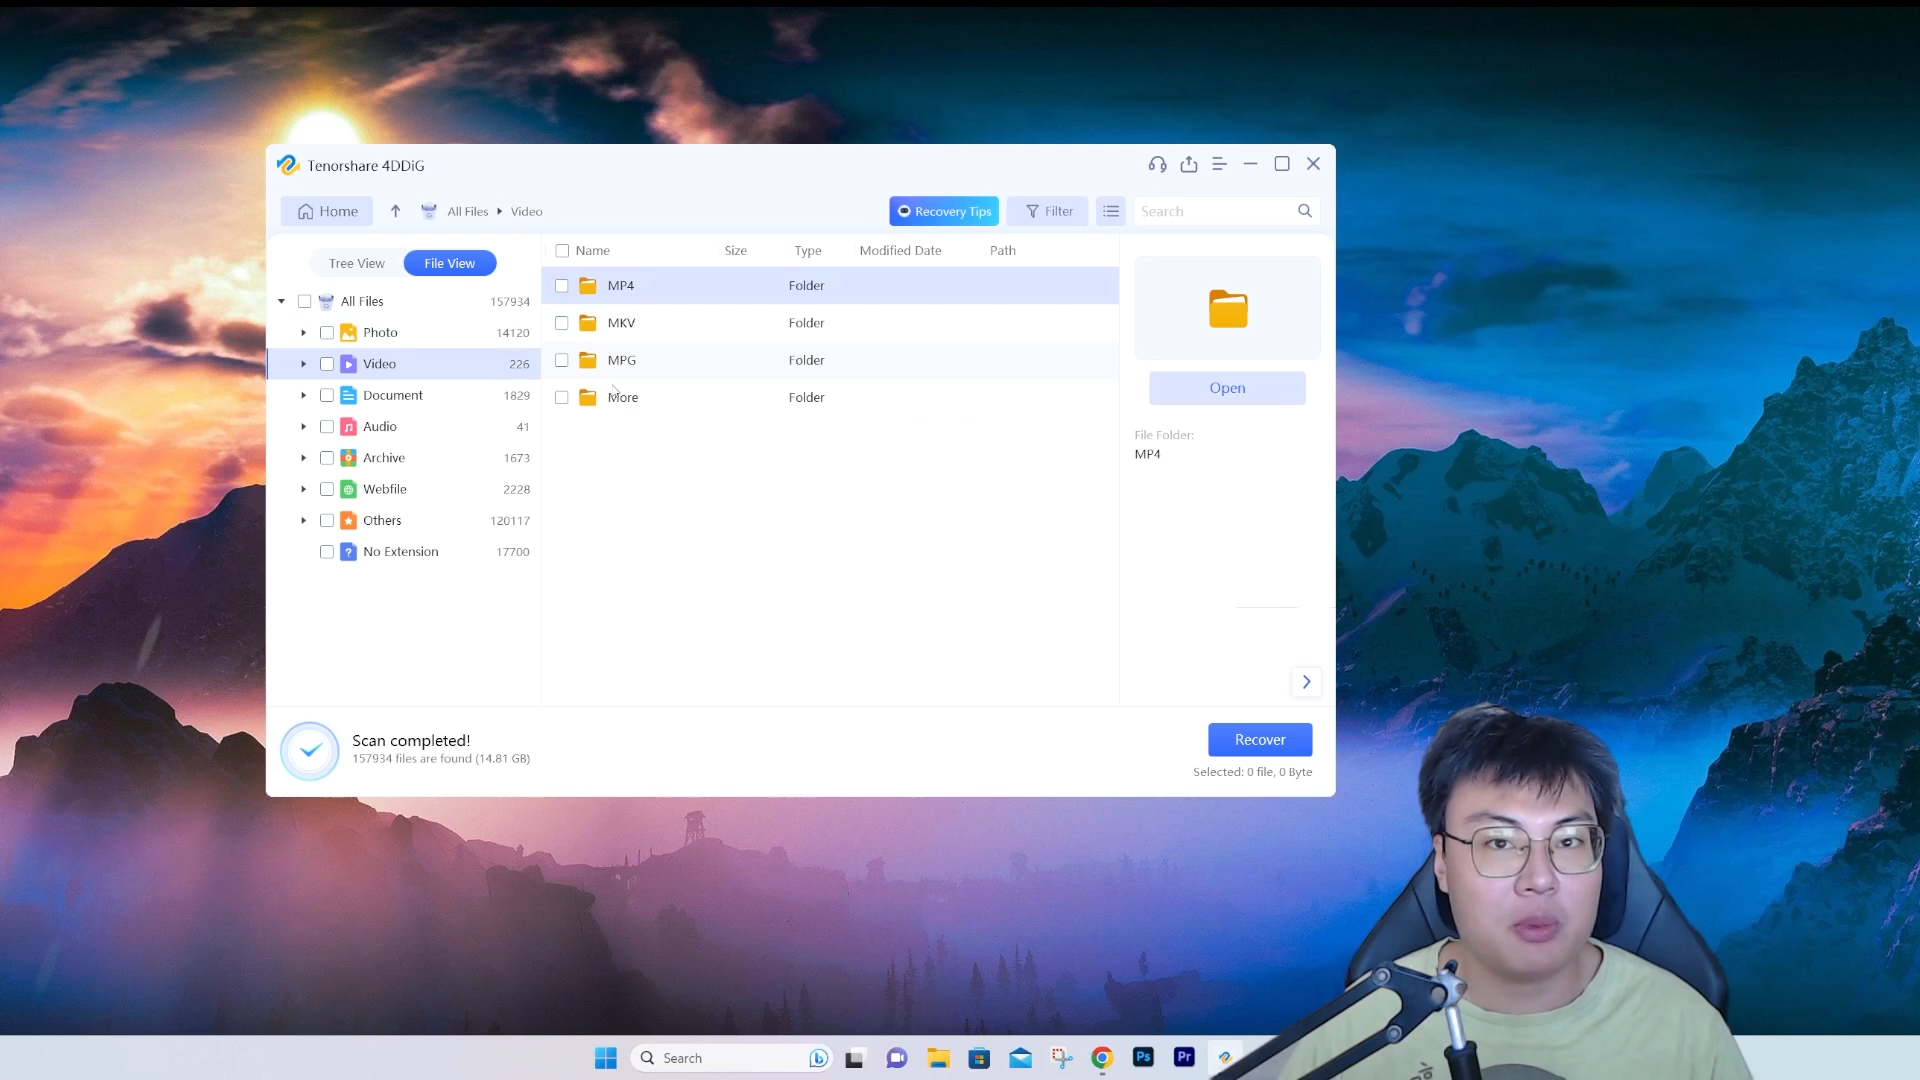 Tenorshare 4DDiG
Home
All Files
Video
Recovery Tips
Filter
Search
Tree View
File View
Name
Size
Type
Modified Date
Path
All Files 157934
Photo 14120
Video 226
Document 1829
Audio 41
Archive 1673
Webfile 2228
Others 120117
No Extension 17700
MP4 Folder
MKV Folder
MPG Folder
More Folder
Open
File Folder:
MP4
Scan completed!
157934 files are found (14.81 GB)
Recover
Selected: 0 file, 0 Byte
Search
Ps
Pr